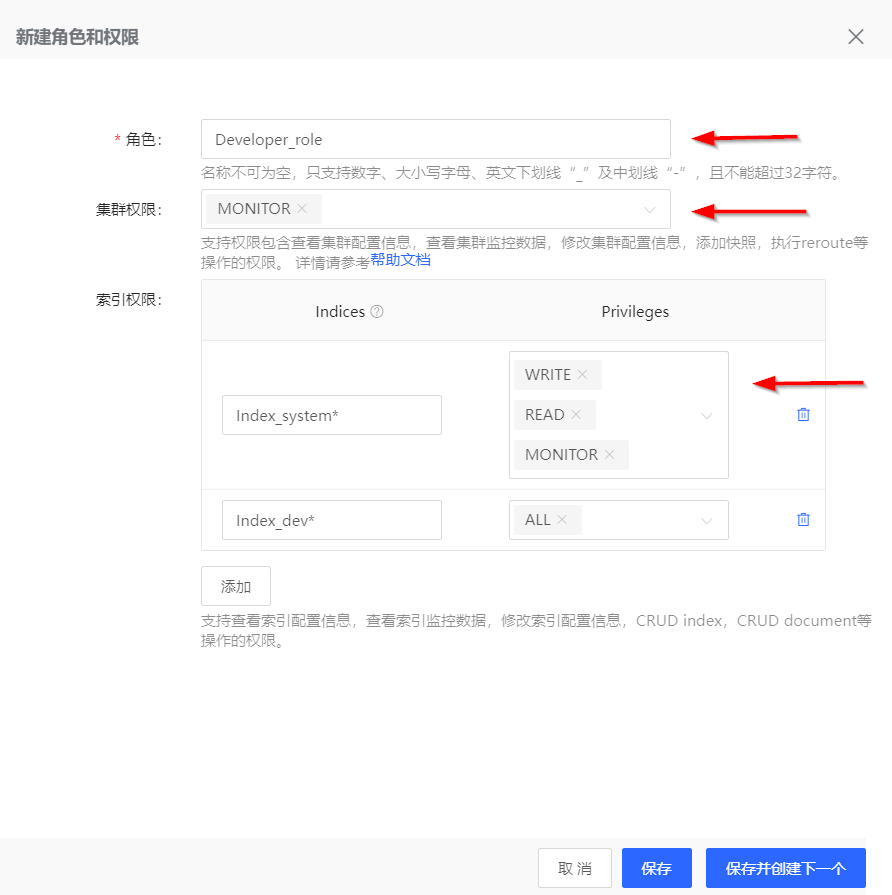 新建角色和权限
* 角色:
Developer_role
名称不可为空，只支持数字、大小写字母、英文下划线“_”及中划线“-”，且不能超过32字符。
集群权限:
MONITOR
支持权限包含查看集群配置信息，查看集群监控数据，修改集群配置信息，添加快照，执行reroute等
操作的权限。 详情请参考帮助文档
索引权限:
Indices Privileges
WRITE
Index_system* READ
MONITOR
Index_dev* ALL
添加
支持查看索引配置信息，查看索引监控数据，修改索引配置信息，CRUD index，CRUD document等
操作的权限。
取 消 保存 保存并创建下一个